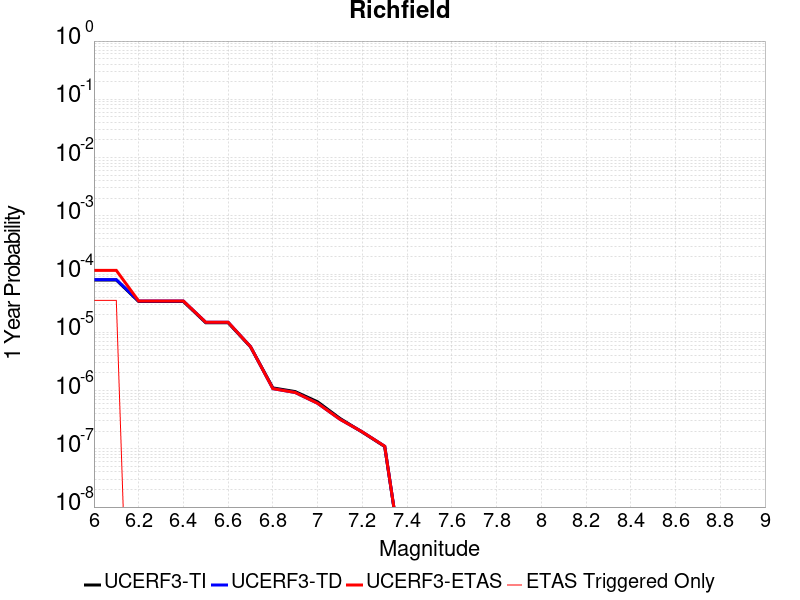 Richfield
10^0
10^-1
10^-2
10^-3
10^-4
10^-5
10^-6
10^-7
10^-8
1 Year Probability
6 6.2 6.4 6.6 6.8 7 7.2 7.4 7.6 7.8 8 8.2 8.4 8.6 8.8 9
Magnitude
UCERF3-TI UCERF3-TD UCERF3-ETAS ETAS Triggered Only